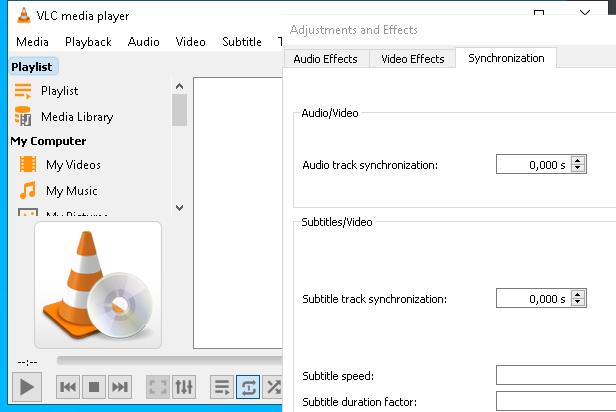 VLC media player
Media Playback Audio Video Subtitle
Playlist
Playlist
Media Library
My Computer
My Videos
My Music
My Pictures
--:--
Adjustments and Effects
Audio Effects Video Effects Synchronization
Audio/Video
Audio track synchronization: 0,000 s
Subtitles/Video
Subtitle track synchronization: 0,000 s
Subtitle speed:
Subtitle duration factor: